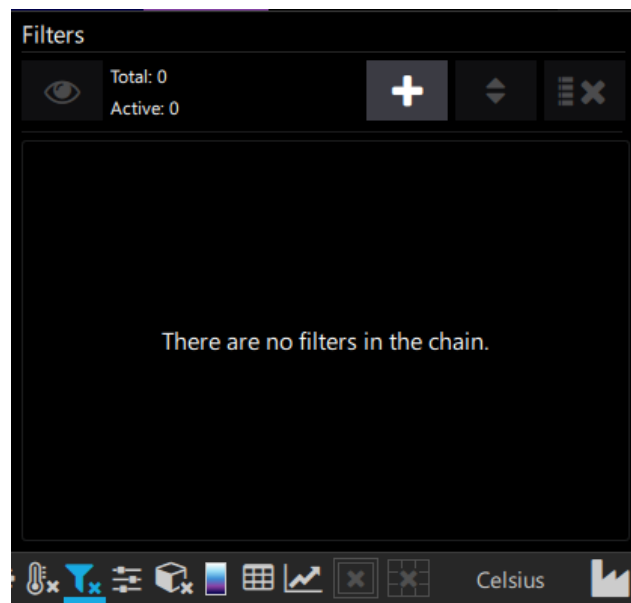 Filters
Total: 0
Active: 0
There are no filters in the chain.
Celsius